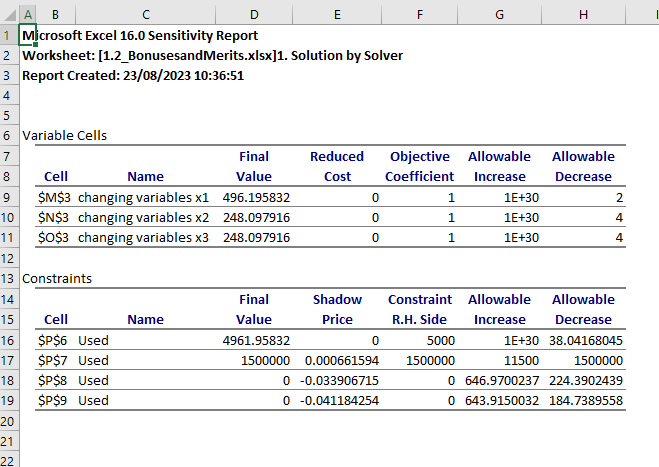 A B C D E F G H I
1 Microsoft Excel 16.0 Sensitivity Report
2 Worksheet: [1.2_BonusesandMerits.xlsx]1. Solution by Solver
3 Report Created: 23/08/2023 10:36:51
4
5
6 Variable Cells
7 Final Reduced Objective Allowable Allowable
8 Cell Name Value Cost Coefficient Increase Decrease
9 $M$3 changing variables x1 496.195832 0 1 1E+30 2
10 $N$3 changing variables x2 248.097916 0 1 1E+30 4
11 $O$3 changing variables x3 248.097916 0 1 1E+30 4
12
13 Constraints
14 Final Shadow Constraint Allowable Allowable
15 Cell Name Value Price R.H. Side Increase Decrease
16 $P$6 Used 4961.95832 0 5000 1E+30 38.04168045
17 $P$7 Used 1500000 0.000661594 1500000 11500 1500000
18 $P$8 Used 0 -0.033906715 0 646.9700237 224.3902439
19 $P$9 Used 0 -0.041184254 0 643.9150032 184.7389558
20
21
22